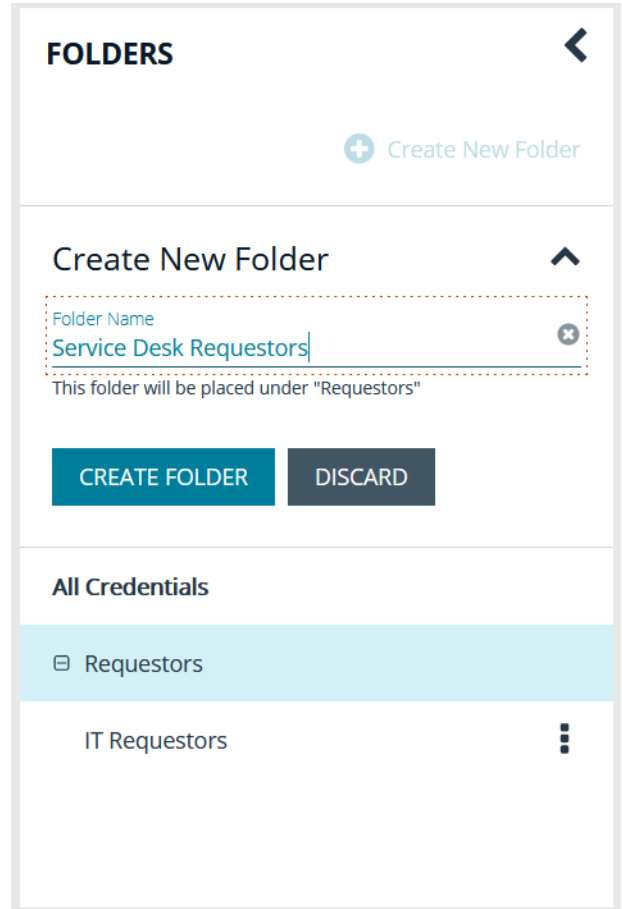 FOLDERS
Create New Folder
Create New Folder
Folder Name
Service Desk Requestors
This folder will be placed under "Requestors"
CREATE FOLDER DISCARD
All Credentials
Requestors
IT Requestors